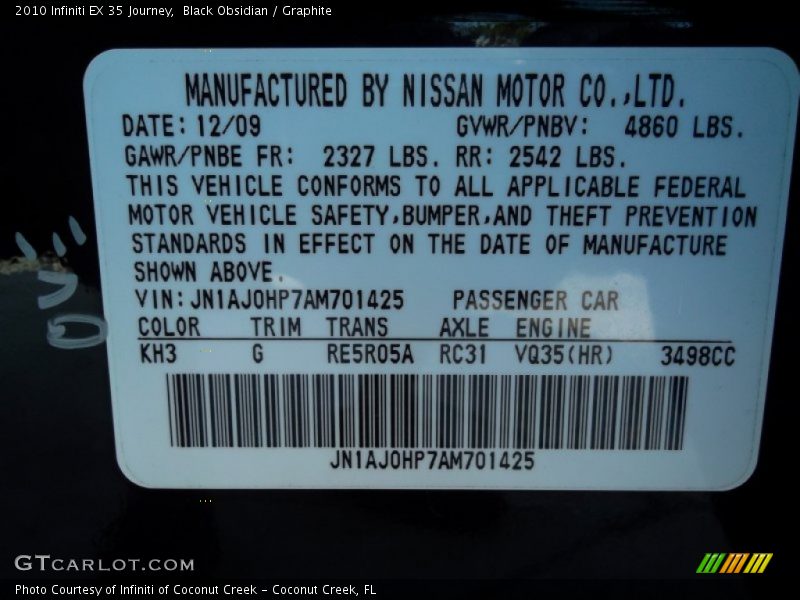 2010 Infiniti EX 35 Journey,  Black Obsidian / Graphite
MANUFACTURED BY NISSAN MOTOR CO.,LTD.
DATE: 12/09 GVWR/PNBV: 4860 LBS.
GAWR/PNBE FR: 2327 LBS. RR: 2542 LBS.
THIS VEHICLE CONFORMS TO ALL APPLICABLE FEDERAL
MOTOR VEHICLE SAFETY,BUMPER,AND THEFT PREVENTION
STANDARDS IN EFFECT ON THE DATE OF MANUFACTURE
SHOWN ABOVE.
VIN: JN1AJ0HP7AM701425 PASSENGER CAR
COLOR TRIM TRANS AXLE ENGINE
KH3 G RE5R05A RC31 VQ35(HR) 3498CC
JN1AJ0HP7AM701425
GTCARLOT.COM
Photo Courtesy of Infiniti of Coconut Creek - Coconut Creek, FL